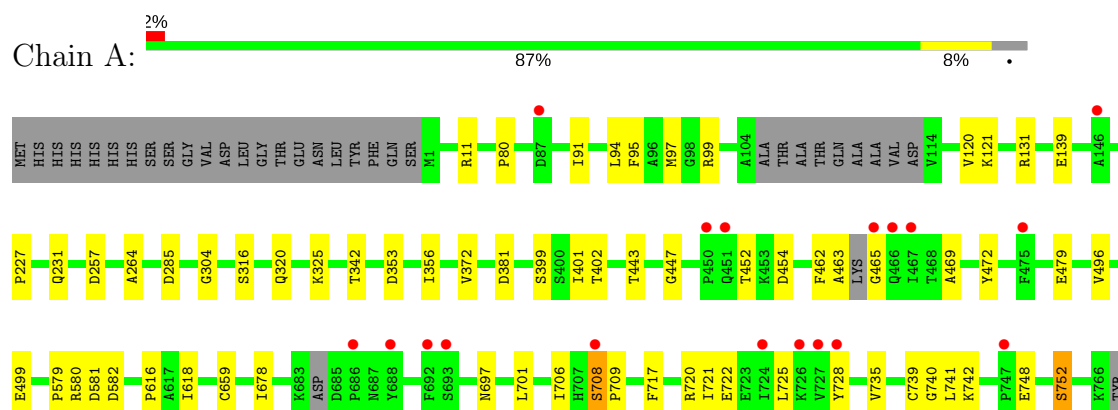 2%
Chain A:
87% 8% •
MET HIS HIS HIS HIS HIS HIS SER SER GLY VAL ASP LEU GLY THR GLU ASN LEU TYR PHE GLN SER M1 R11 P80 D87 I91 L94 F95 A96 M97 G98 R99 A104 ALA THR ALA THR GLN ALA ALA VAL ASP V114 V120 K121 R131 E139 A146
P227 Q231 D257 A264 D285 G304 S316 Q320 K325 T342 D353 I356 V372 D381 S399 S400 I401 T402 T443 G447 P450 Q451 T452 K453 D454 F462 A463 LYS G465 Q466 I467 T468 A469 Y472 F475 E479 V496
E499 P579 R580 D581 D582 P616 A617 I618 C659 I678 K683 ASP D685 P686 N687 Y688 F692 S693 N697 L701 I706 H707 S708 P709 F717 R720 I721 E722 E723 I724 L725 K726 V727 Y728 V735 C739 G740 L741 K742 P747 E748 S752 K766